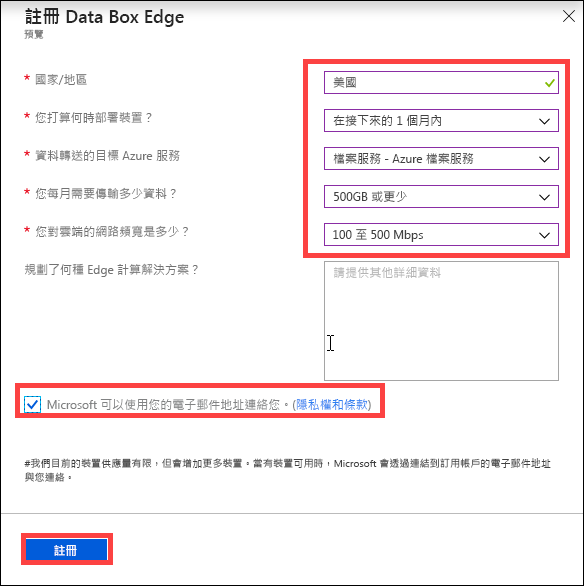 註冊 Data Box Edge
預覽
* 國家/地區
美國
* 您打算何時部署裝置？
在接下來的 1 個月內
* 資料轉送的目標 Azure 服務
檔案服務 - Azure 檔案服務
* 您每月需要傳輸多少資料？
500GB 或更少
* 您對雲端的網路頻寬是多少？
100 至 500 Mbps
規劃了何種 Edge 計算解決方案？
請提供其他詳細資料
Microsoft 可以使用您的電子郵件地址連絡您。(隱私權和條款)
#我們目前的裝置供應量有限，但會增加更多裝置。當有裝置可用時，Microsoft 會透過連結到訂用帳戶的電子郵件地址
與您連絡。
註冊